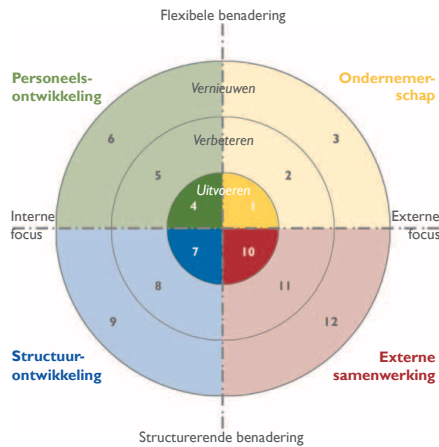 Flexibele benadering
Personeels-
ontwikkeling
Ondernemer-
schap
Vernieuwen
6
3
Verbeteren
5
2
Uitvoeren
4
1
Interne
focus
Externe
focus
7
10
8
11
9
12
Structuur-
ontwikkeling
Externe
samenwerking
Structurerende benadering